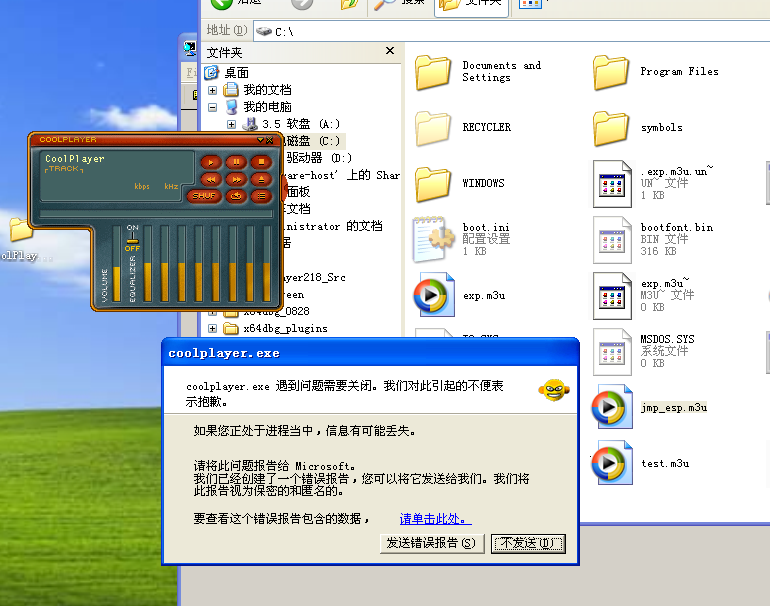 后退
搜索
文件夹
地址(D)
C:\
文件夹
桌面
我的文档
我的电脑
3.5 软盘 (A:)
磁盘 (C:)
驱动器 (D:)
ware-host' 上的 Shar
面板
文档
nistrator 的文档
ayer218_Src
reen
x64dbg_0828
x64dbg_plugins
Documents and
Settings
Program Files
RECYCLER
symbols
WINDOWS
.exp.m3u.un~
UN~ 文件
1 KB
boot.ini
配置设置
1 KB
bootfont.bin
BIN 文件
316 KB
exp.m3u
exp.m3u~
M3U~ 文件
0 KB
MSDOS.SYS
系统文件
0 KB
jmp_esp.m3u
test.m3u
olPlay
COOLPLAYER
CoolPlayer
TRACK
kbps
kHz
SHUF
ON
OFF
VOLUME
EQUALIZER
coolplayer.exe
coolplayer.exe 遇到问题需要关闭。我们对此引起的不便表
示抱歉。
如果您正处于进程当中，信息有可能丢失。
请将此问题报告给 Microsoft。
我们已经创建了一个错误报告，您可以将它发送给我们。我们将
此报告视为保密的和匿名的。
要查看这个错误报告包含的数据，
请单击此处。
发送错误报告(S)
不发送(D)